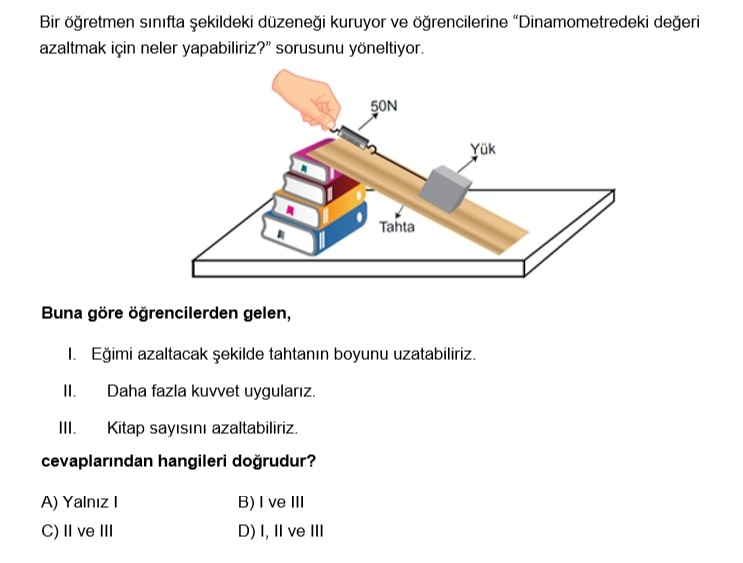 Bir öğretmen sınıfta şekildeki düzeneği kuruyor ve öğrencilerine “Dinamometredeki değeri
azaltmak için neler yapabiliriz?” sorusunu yöneltiyor.
50N
Yük
Tahta
Buna göre öğrencilerden gelen,
I. Eğimi azaltacak şekilde tahtanın boyunu uzatabiliriz.
II. Daha fazla kuvvet uygularız.
III. Kitap sayısını azaltabiliriz.
cevaplarından hangileri doğrudur?
A) Yalnız I B) I ve III
C) II ve III D) I, II ve III